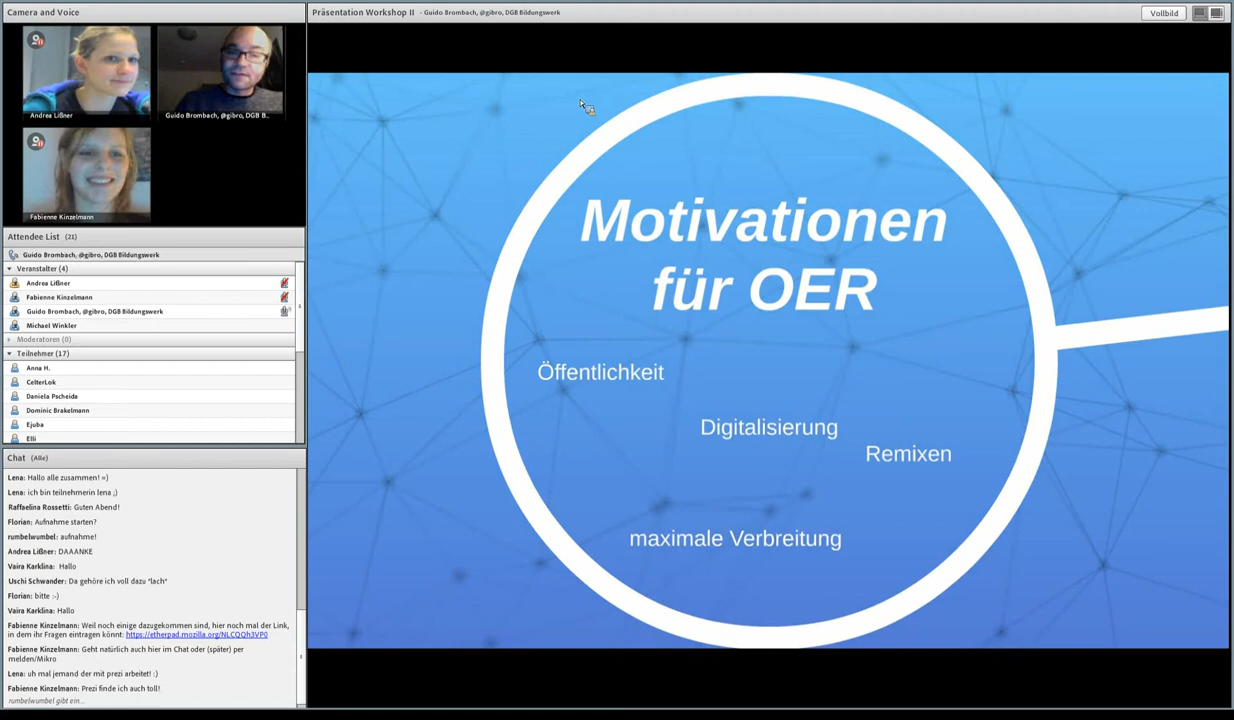 Camera and Voice
Andrea Lißner
Guido Brombach, @gibro, DGB B...
Fabienne Kinzelmann
Attendee List (21)
Guido Brombach, @gibro, DGB Bildungswerk
Veranstalter (4)
Andrea Lißner
Fabienne Kinzelmann
Guido Brombach, @gibro, DGB Bildungswerk
Michael Winkler
Moderatoren (0)
Teilnehmer (17)
Anna H.
CelterLok
Daniela Pscheida
Dominic Brakelmann
Ejuba
Elli
Chat (Alle)
Lena: Hallo alle zusammen! =)
Lena: ich bin teilnehmerin lena ;)
Raffaelina Rossetti: Guten Abend!
Florian: Aufnahme starten?
rumbelwumbel: aufnahme!
Andrea Lißner: DAAANKE
Vaira Karklina: Hallo
Uschi Schwander: Da gehöre ich voll dazu *lach*
Florian: bitte :-)
Vaira Karklina: Hallo
Fabienne Kinzelmann: Weil noch einige dazugekommen sind, hier noch mal der Link,
in dem ihr Fragen eintragen könnt: https://etherpad.mozilla.org/NLCQQh3VP0
Fabienne Kinzelmann: Geht natürlich auch hier im Chat oder (später) per
melden/Mikro
Lena: uh mal jemand der mit prezi arbeitet! :)
Fabienne Kinzelmann: Prezi finde ich auch toll!
rumbelwumbel gibt ein...
Präsentation Workshop II - Guido Brombach, @gibro, DGB Bildungswerk
Vollbild
Motivationen
für OER
Öffentlichkeit
Digitalisierung
Remixen
maximale Verbreitung